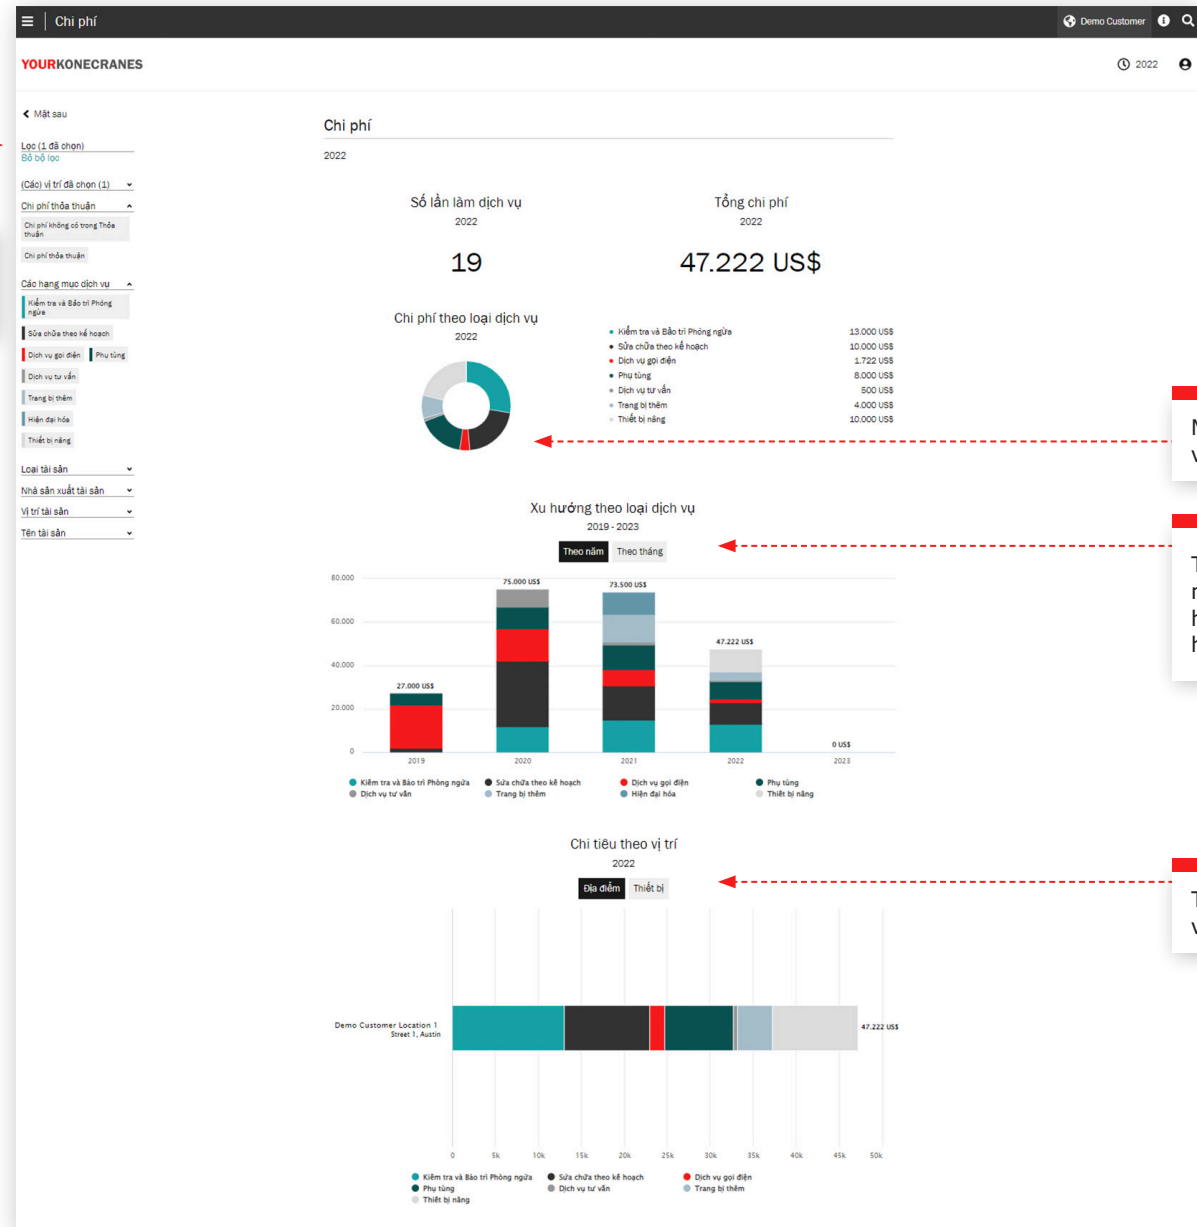 Chi phí
Demo Customer
YOURKONECRANES
2022
Mặt sau
Lọc (1 đã chọn)
Bỏ bộ lọc
(Các) vị trí đã chọn (1)
Chi phí thỏa thuận
Chi phí không có trong Thỏa
thuận
Chi phí thỏa thuận
Các hạng mục dịch vụ
Kiểm tra và Bảo trì Phòng
ngừa
Sửa chữa theo kế hoạch
Dịch vụ gọi điện
Phụ tùng
Dịch vụ tư vấn
Trang bị thêm
Hiện đại hóa
Thiết bị nâng
Loại tài sản
Nhà sản xuất tài sản
Vị trí tài sản
Tên tài sản
Chi phí
2022
Số lần làm dịch vụ
2022
19
Tổng chi phí
2022
47.222 US$
Chi phí theo loại dịch vụ
2022
Kiểm tra và Bảo trì Phòng ngừa 13.000 US$
Sửa chữa theo kế hoạch 10.000 US$
Dịch vụ gọi điện 1.722 US$
Phụ tùng 8.000 US$
Dịch vụ tư vấn 500 US$
Trang bị thêm 4.000 US$
Thiết bị nâng 10.000 US$
Xu hướng theo loại dịch vụ
2019 - 2023
Theo năm Theo tháng
80.000
75.000 US$
73.500 US$
60.000
47.222 US$
40.000
27.000 US$
20.000
0
0 US$
2019 2020 2021 2022 2023
Kiểm tra và Bảo trì Phòng ngừa Sửa chữa theo kế hoạch Dịch vụ gọi điện Phụ tùng
Dịch vụ tư vấn Trang bị thêm Hiện đại hóa Thiết bị nâng
Chi tiêu theo vị trí
2022
Địa điểm Thiết bị
Demo Customer Location 1
Street 1, Austin
47.222 US$
0 5k 10k 15k 20k 25k 30k 35k 40k 45k 50k
Kiểm tra và Bảo trì Phòng ngừa Sửa chữa theo kế hoạch Dịch vụ gọi điện
Phụ tùng Dịch vụ tư vấn Trang bị thêm
Thiết bị nâng